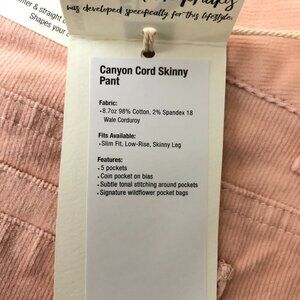 & straight
Shapes your
has developed specifically for this lifestyle.
Canyon Cord Skinny
Pant
Fabric:
•8.7oz 98% Cotton, 2% Spandex 18
Wale Corduroy
Fits Available:
•Slim Fit, Low-Rise, Skinny Leg
Features:
•5 pockets
•Coin pocket on bias
•Subtle tonal stitching around pockets
•Signature wildflower pocket bags